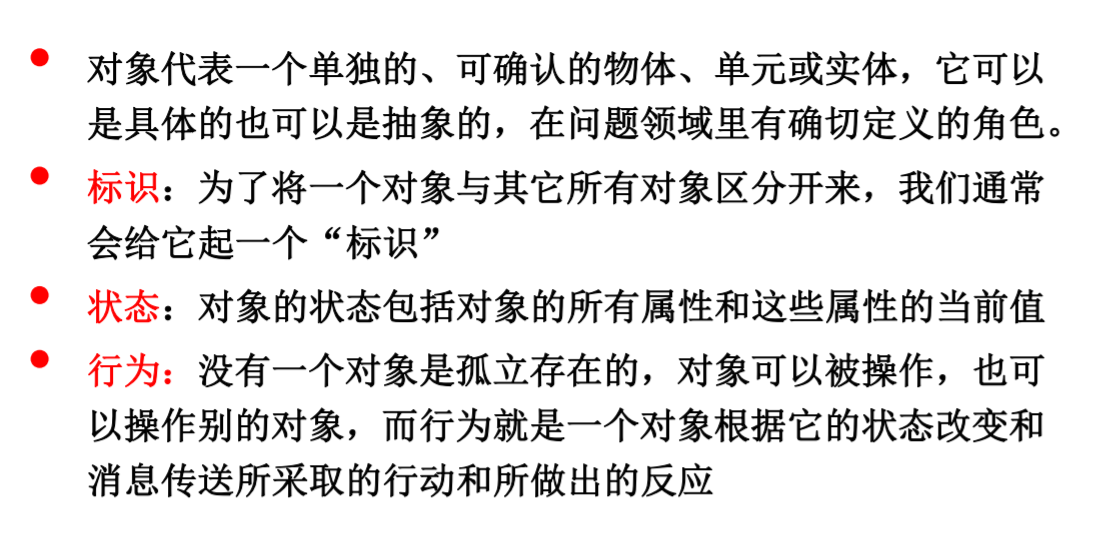 • 对象代表一个单独的、可确认的物体、单元或实体，它可以
是具体的也可以是抽象的，在问题领域里有确切定义的角色。
• 标识：为了将一个对象与其它所有对象区分开来，我们通常
会给它起一个“标识”
• 状态：对象的状态包括对象的所有属性和这些属性的当前值
• 行为：没有一个对象是孤立存在的，对象可以被操作，也可
以操作别的对象，而行为就是一个对象根据它的状态改变和
消息传送所采取的行动和所做出的反应